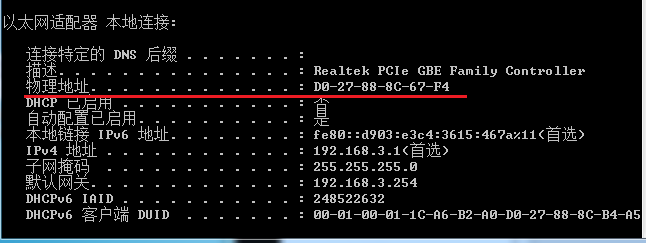 以太网适配器 本地连接:
连接特定的 DNS 后缀 . . . . . . . :
描述. . . . . . . . . . . . . . . : Realtek PCIe GBE Family Controller
物理地址. . . . . . . . . . . . . : D0-27-88-8C-67-F4
DHCP 已启用 . . . . . . . . . . . : 否
自动配置已启用. . . . . . . . . . : 是
本地链接 IPv6 地址. . . . . . . . : fe80::d903:e3c4:3615:467a%11(首选)
IPv4 地址 . . . . . . . . . . . . : 192.168.3.1(首选)
子网掩码 . . . . . . . . . . . . : 255.255.255.0
默认网关. . . . . . . . . . . . . : 192.168.3.254
DHCPv6 IAID . . . . . . . . . . . : 248522632
DHCPv6 客户端 DUID . . . . . . . : 00-01-00-01-1C-A6-B2-A0-D0-27-88-8C-B4-A5